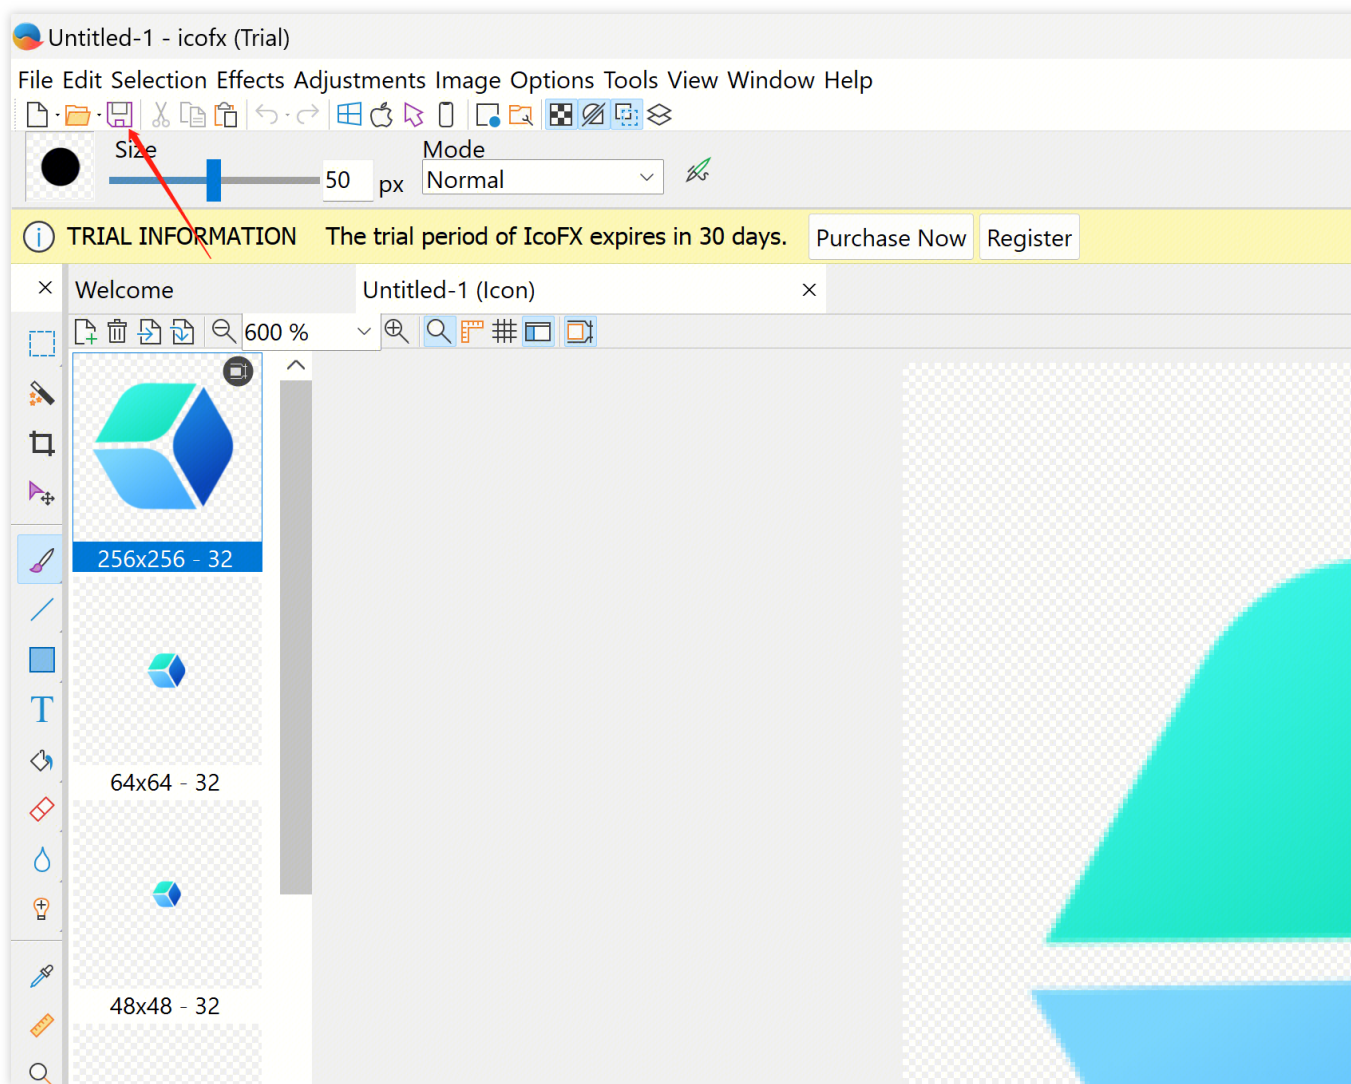 Untitled-1 - icofx (Trial)
File Edit Selection Effects Adjustments Image Options Tools View Window Help
Size
50 px
Mode
Normal
TRIAL INFORMATION The trial period of IcoFX expires in 30 days. Purchase Now Register
Welcome Untitled-1 (Icon)
600 %
256x256 - 32
64x64 - 32
48x48 - 32